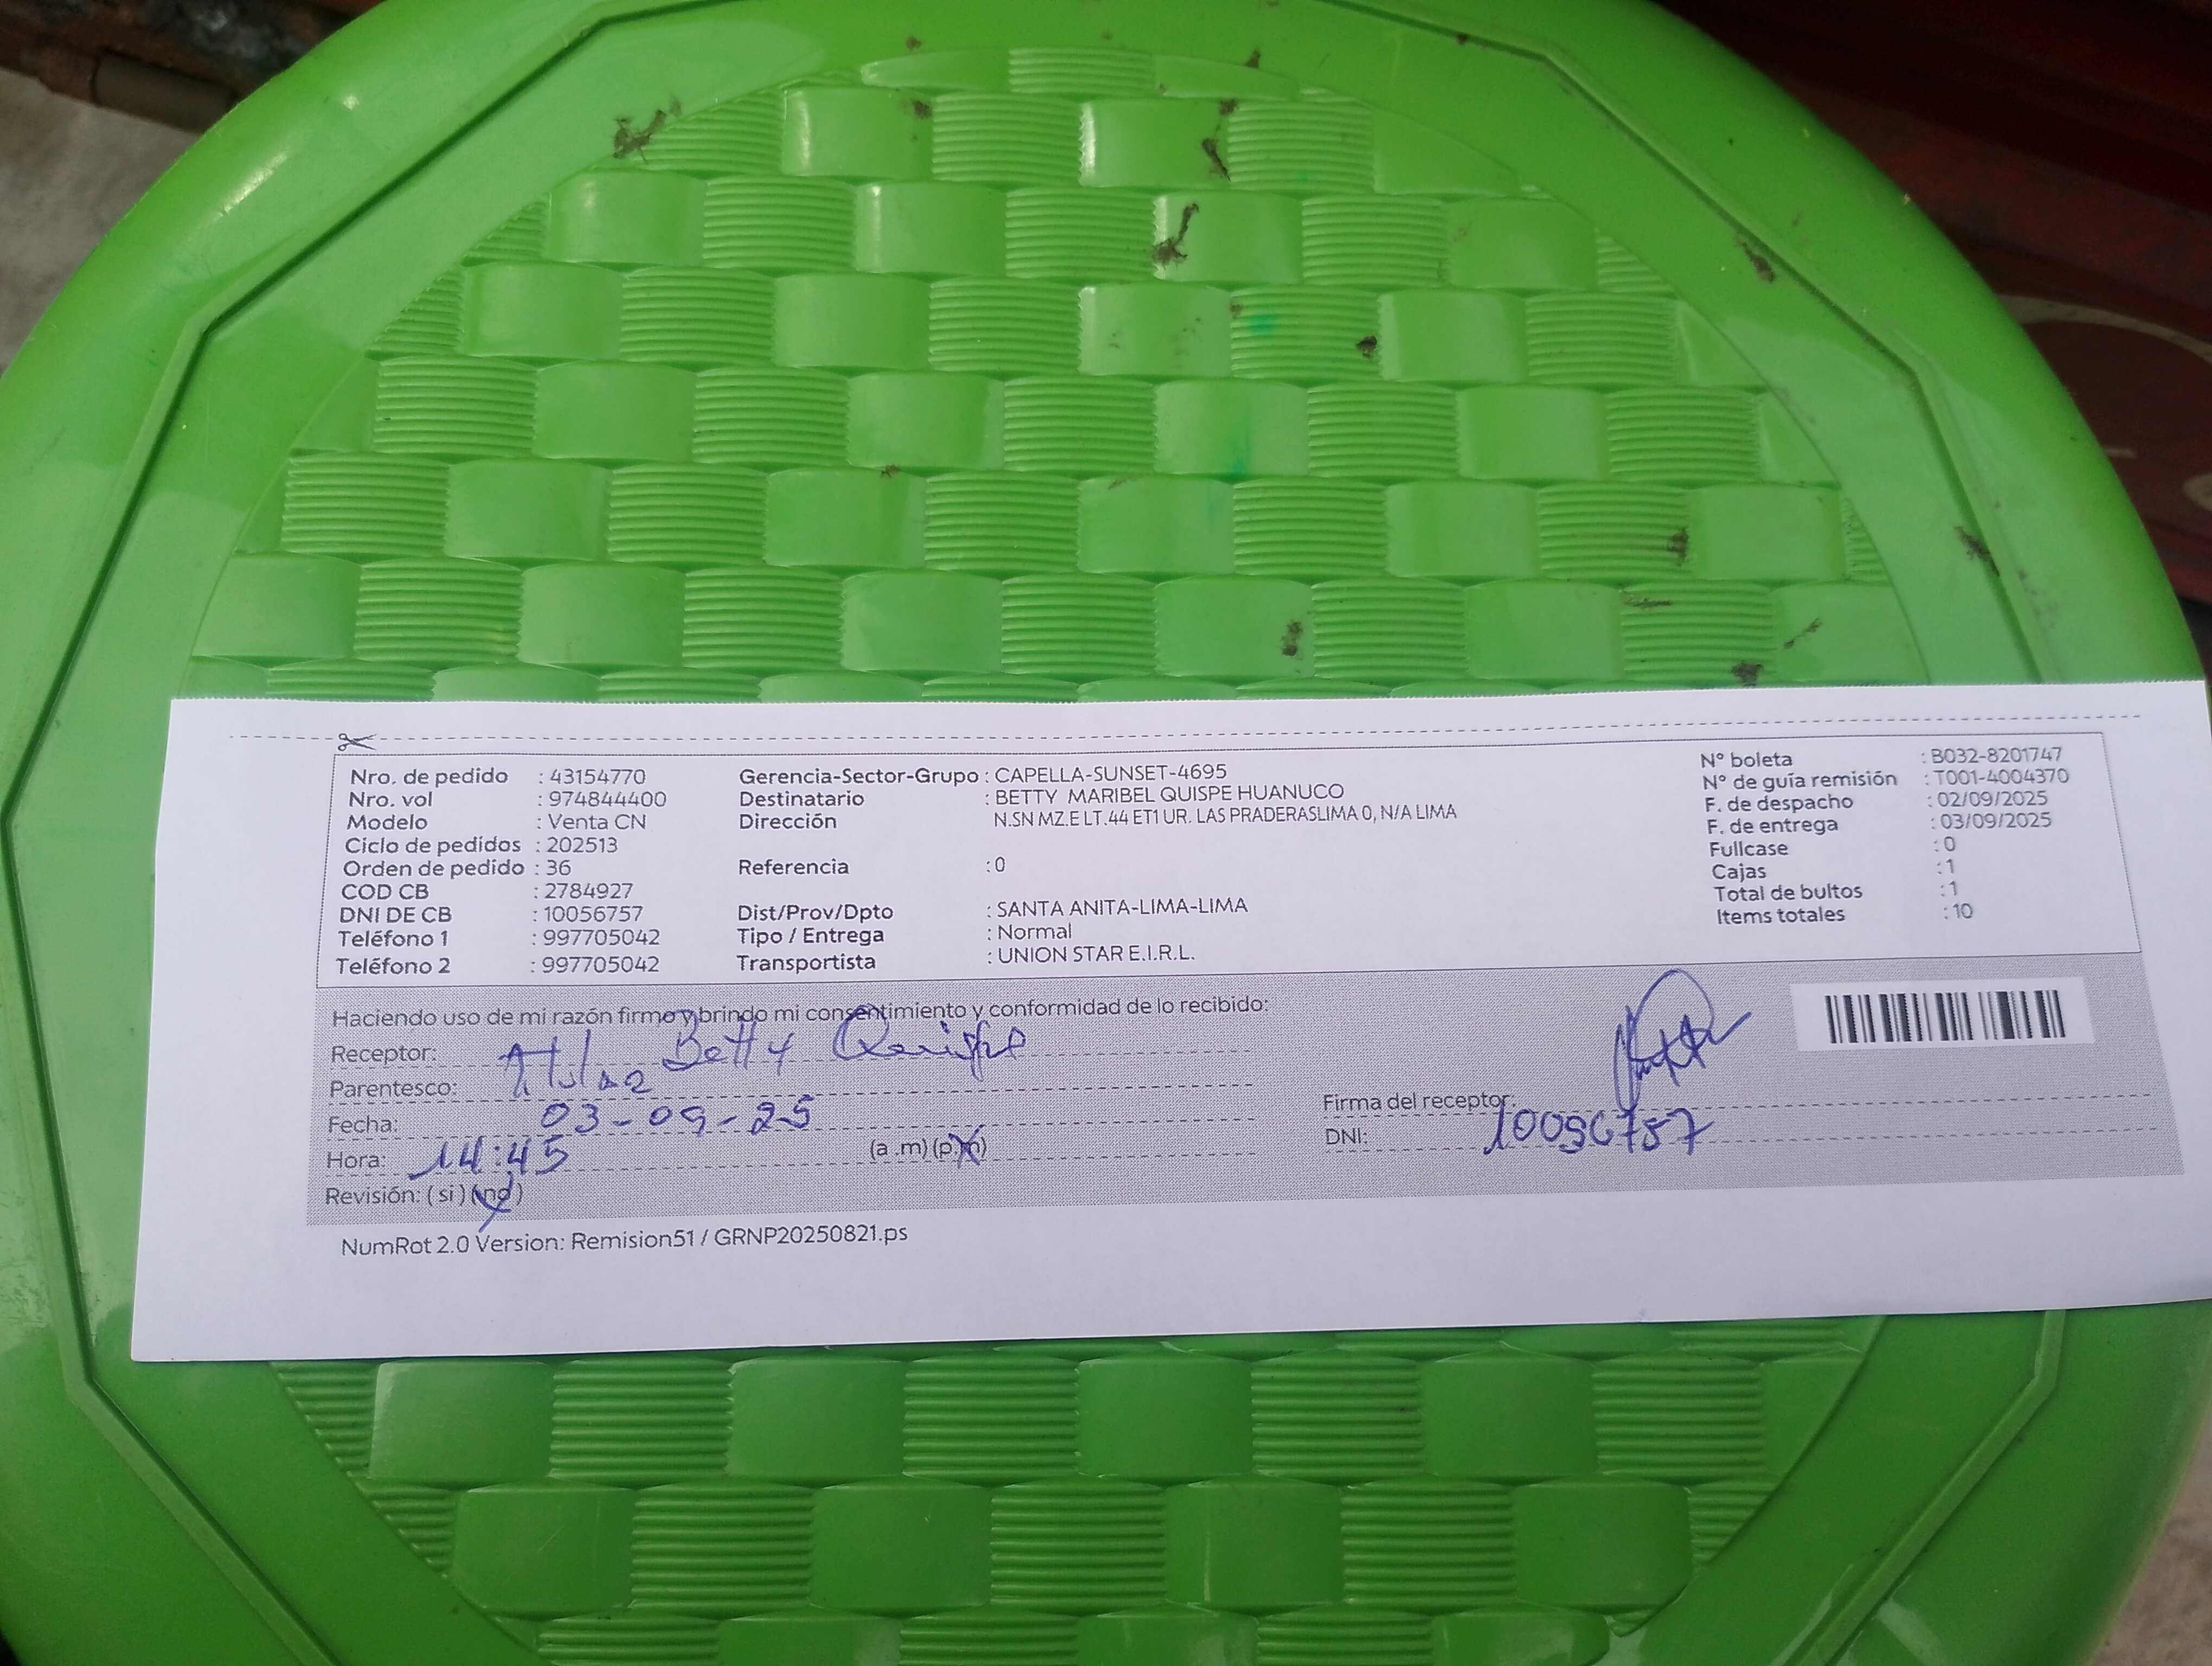 Nro. de pedido : 43154770 Gerencia-Sector-Grupo : CAPELLA-SUNSET-4695 N° boleta : B032-8201747
Nro. vol : 974844400 Destinatario : BETTY MARIBEL QUISPE HUANUCO N° de guía remisión : T001-4004370
Modelo : Venta CN Dirección N.SN MZ.E LT.44 ET1 UR. LAS PRADERASLIMA 0, N/A LIMA F. de despacho : 02/09/2025
Ciclo de pedidos : 202513 F. de entrega : 03/09/2025
Orden de pedido : 36 Referencia : 0 Fullcase : 0
COD CB : 2784927 Cajas : 1
DNI DE CB : 10056757 Dist/Prov/Dpto : SANTA ANITA-LIMA-LIMA Total de bultos : 1
Teléfono 1 : 997705042 Tipo / Entrega : Normal Items totales : 10
Teléfono 2 : 997705042 Transportista : UNION STAR E.I.R.L.
Haciendo uso de mi razón firmo y brindo mi consentimiento y conformidad de lo recibido:
Receptor: Betty Quispe
Parentesco:
Fecha: 03-09-25 Firma del receptor:
Hora: 14:45 (a .m) (p.m) DNI: 10056757
Revisión: ( si ) ( no )
NumRot 2.0 Version: Remision51 / GRNP20250821.ps